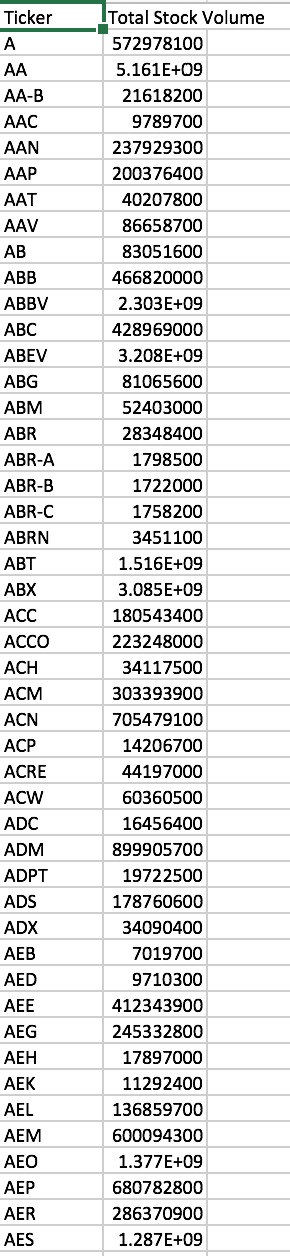 Ticker Total Stock Volume
A 572978100
AA 5.161E+09
AA-B 21618200
AAC 9789700
AAN 237929300
AAP 200376400
AAT 40207800
AAV 86658700
AB 83051600
ABB 466820000
ABBV 2.303E+09
ABC 428969000
ABEV 3.208E+09
ABG 81065600
ABM 52403000
ABR 28348400
ABR-A 1798500
ABR-B 1722000
ABR-C 1758200
ABRN 3451100
ABT 1.516E+09
ABX 3.085E+09
ACC 180543400
ACCO 223248000
ACH 34117500
ACM 303393900
ACN 705479100
ACP 14206700
ACRE 44197000
ACW 60360500
ADC 16456400
ADM 899905700
ADPT 19722500
ADS 178760600
ADX 34090400
AEB 7019700
AED 9710300
AEE 412343900
AEG 245332800
AEH 17897000
AEK 11292400
AEL 136859700
AEM 600094300
AEO 1.377E+09
AEP 680782800
AER 286370900
AES 1.287E+09